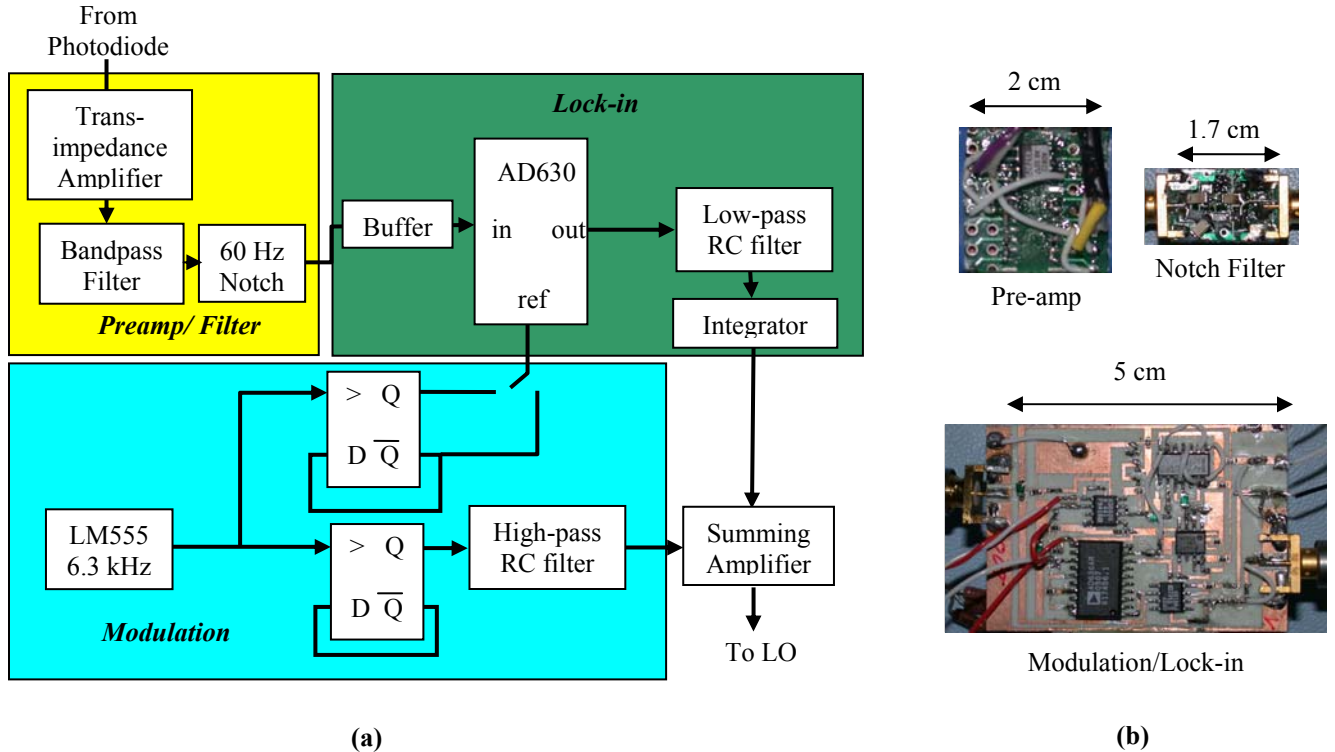 From
Photodiode
Trans-
impedance
Amplifier
Bandpass
Filter
60 Hz
Notch
Preamp/ Filter
Lock-in
Buffer
AD630
in out
ref
Low-pass
RC filter
Integrator
> Q
D Q̅
LM555
6.3 kHz
> Q
D Q̅
High-pass
RC filter
Modulation
Summing
Amplifier
To LO
(a)
2 cm
Pre-amp
1.7 cm
Notch Filter
5 cm
Modulation/Lock-in
(b)